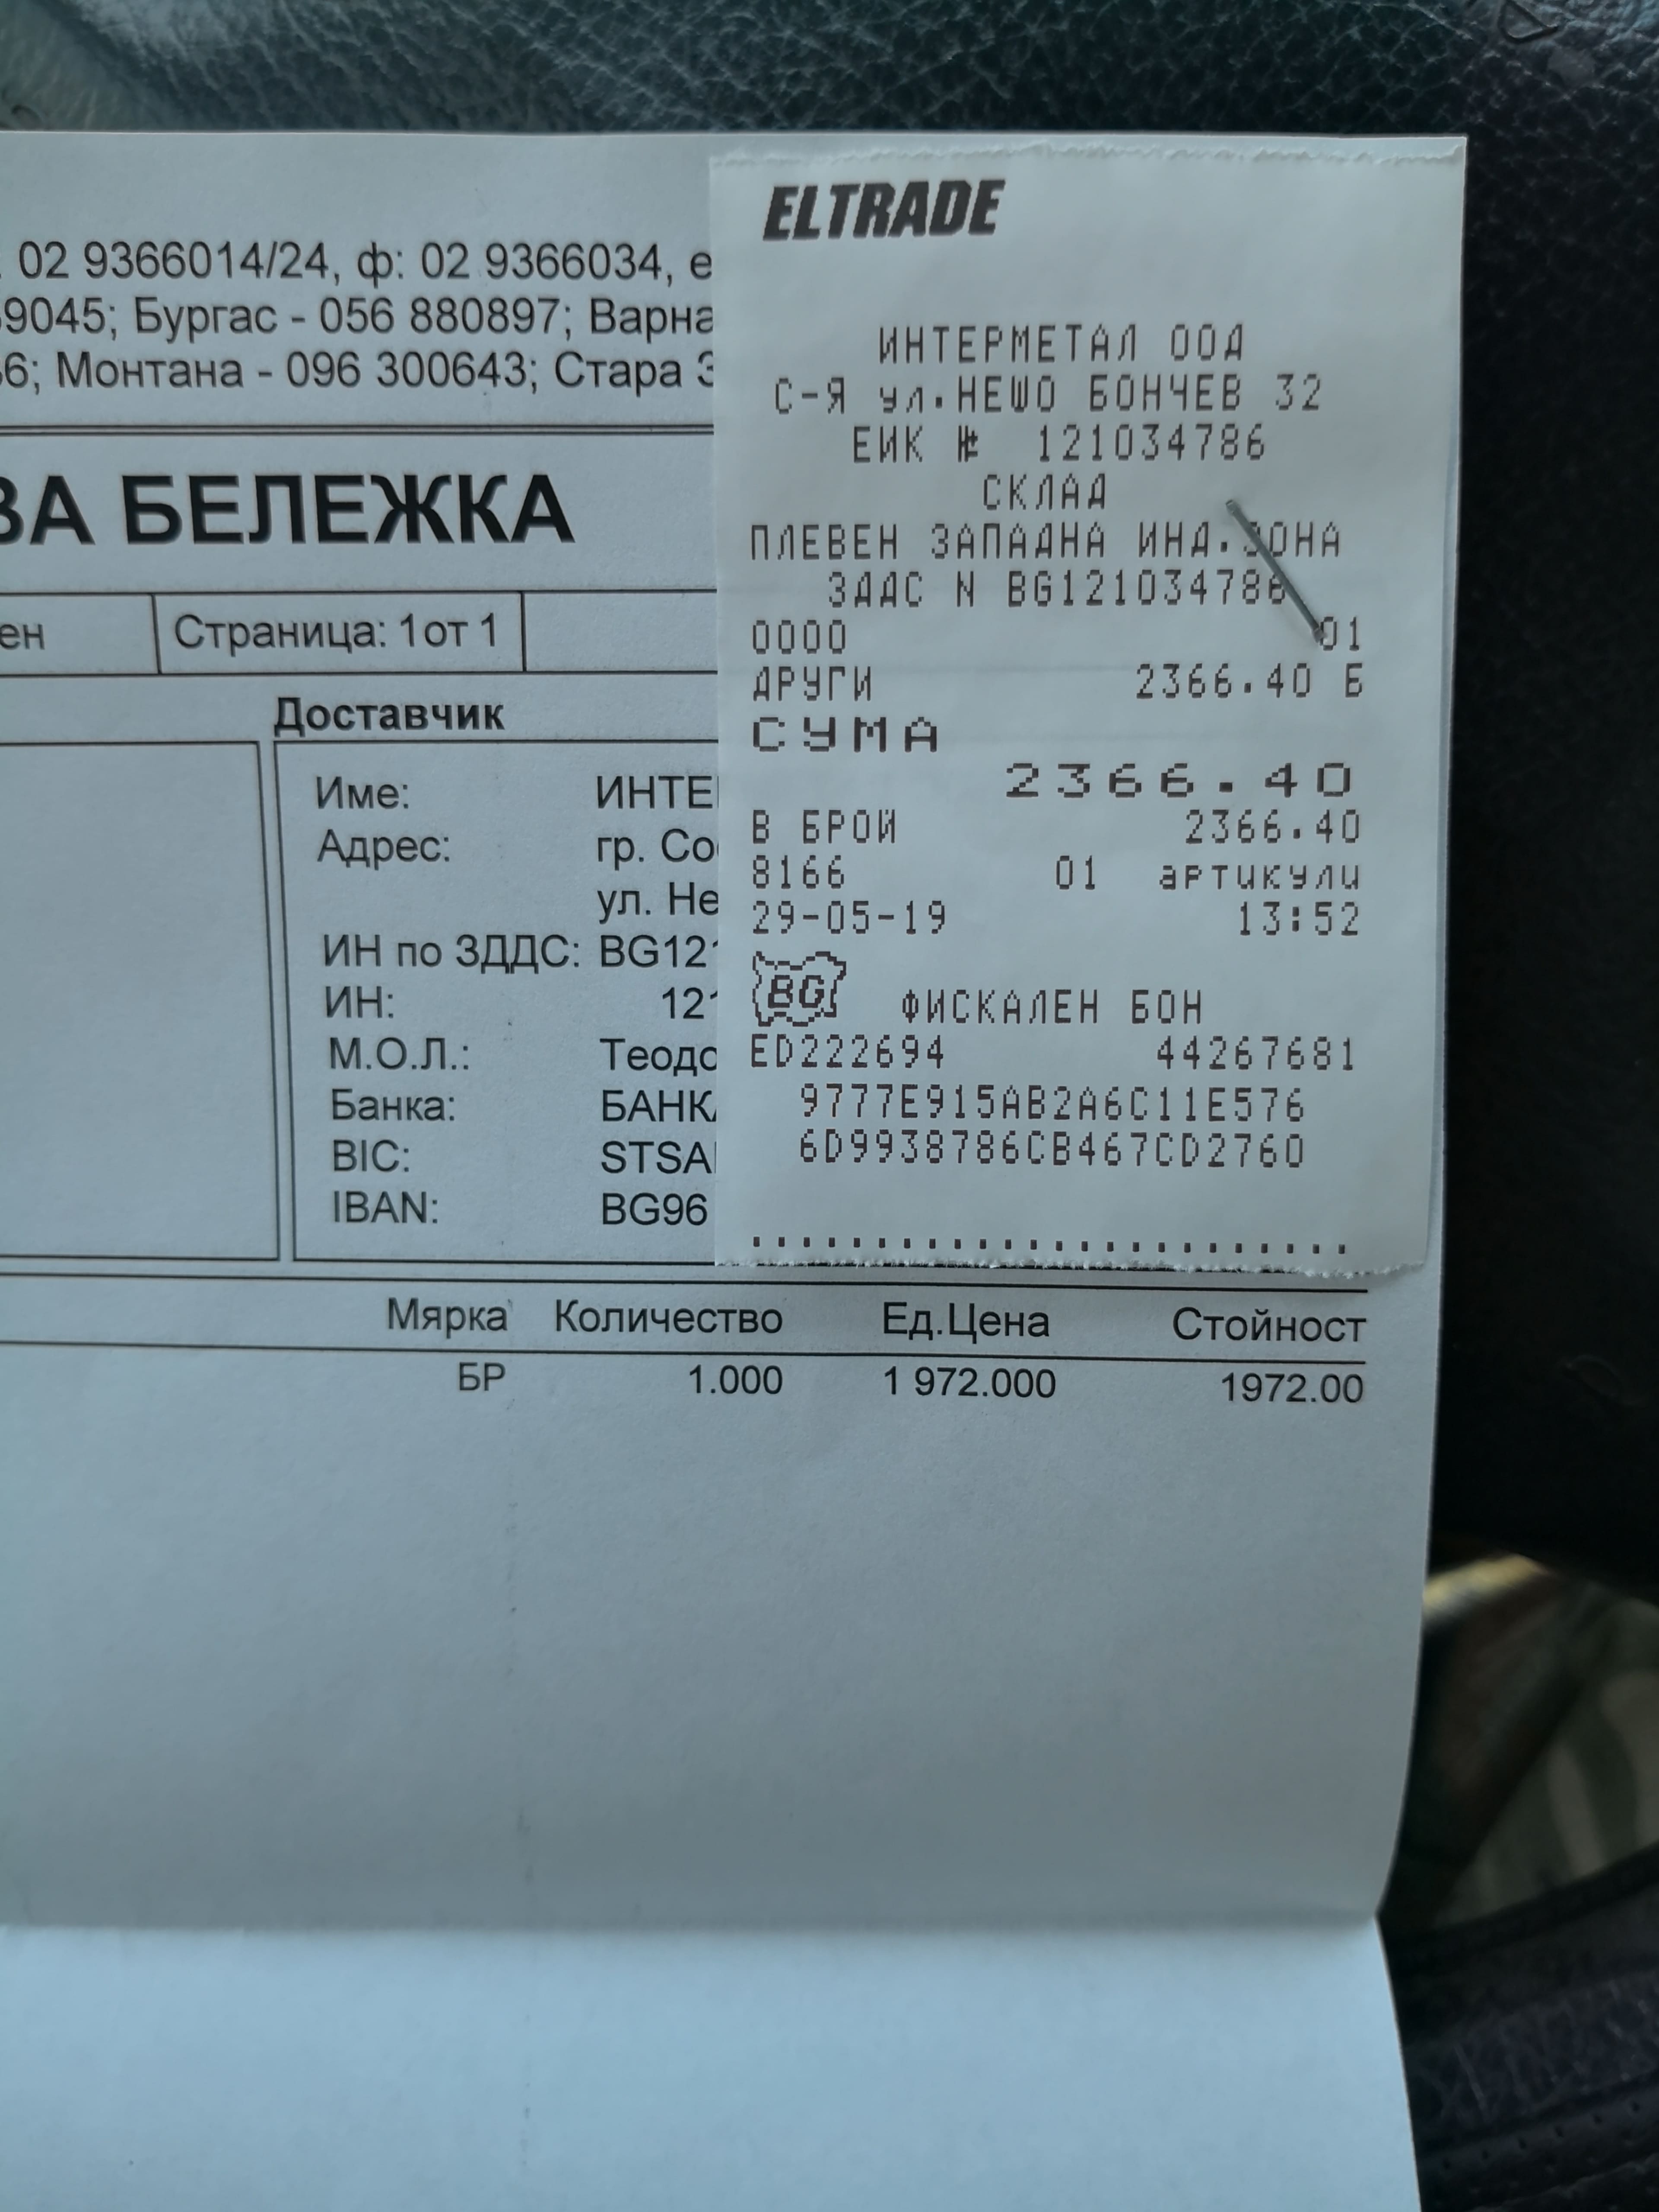 02 9366014/24, ф: 02 9366034, е
9045; Бургас - 056 880897; Варна
6; Монтана - 096 300643; Стара З
ВА БЕЛЕЖКА
ен
Страница: 1от 1
Доставчик
Име: ИНТЕ
Адрес: гр. Со
ул. Не
ИН по ЗДДС: BG121
ИН: 121
М.О.Л.: Теодо
Банка: БАНКА
BIC: STSA
IBAN: BG96
ELTRADE
ИНТЕРМЕТАЛ ООД
С-Я ул.НЕШО БОНЧЕВ 32
ЕИК № 121034786
СКЛАД
ПЛЕВЕН ЗАПАДНА ИНД.ЗОНА
ЗДДС N BG121034786
0000 01
ДРУГИ 2366.40 Б
СУМА
2366.40
В БРОЙ 2366.40
8166 01 артикули
29-05-19 13:52
BG ФИСКАЛЕН БОН
ED222694 44267681
9777E915AB2A6C11E576
6D9938786CB467CD2760
Мярка Количество Ед.Цена Стойност
БР 1.000 1 972.000 1972.00